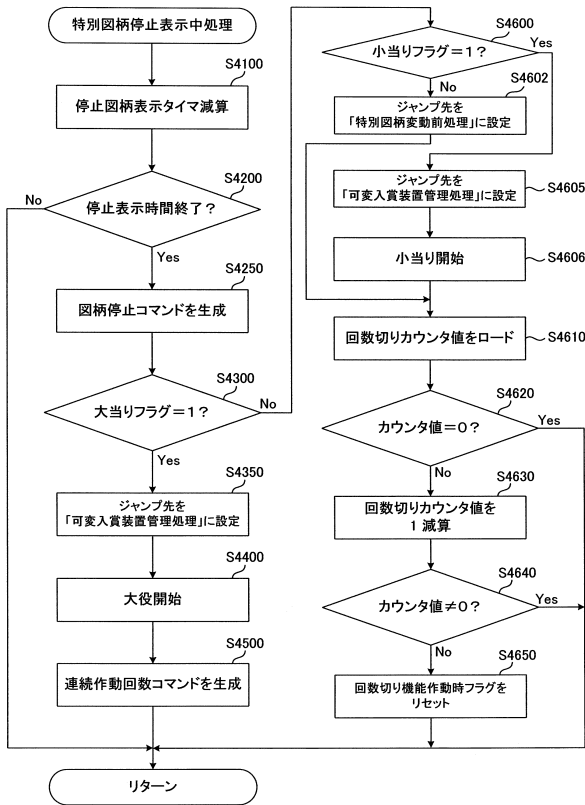 特別図柄停止表示中処理
S4100
停止図柄表示タイマ減算
S4200
停止表示時間終了?
No
Yes
S4250
図柄停止コマンドを生成
S4300
大当りフラグ=1?
No
Yes
S4350
ジャンプ先を
「可変入賞装置管理処理」に設定
S4400
大役開始
S4500
連続作動回数コマンドを生成
リターン
S4600
小当りフラグ=1?
Yes
No
S4602
ジャンプ先を
「特別図柄変動前処理」に設定
ジャンプ先を
「可変入賞装置管理処理」に設定
S4605
小当り開始
S4606
回数切りカウンタ値をロード
S4610
S4620
カウンタ値=0?
Yes
No
S4630
回数切りカウンタ値を
1減算
S4640
カウンタ値≠0?
Yes
No
S4650
回数切り機能作動時フラグを
リセット